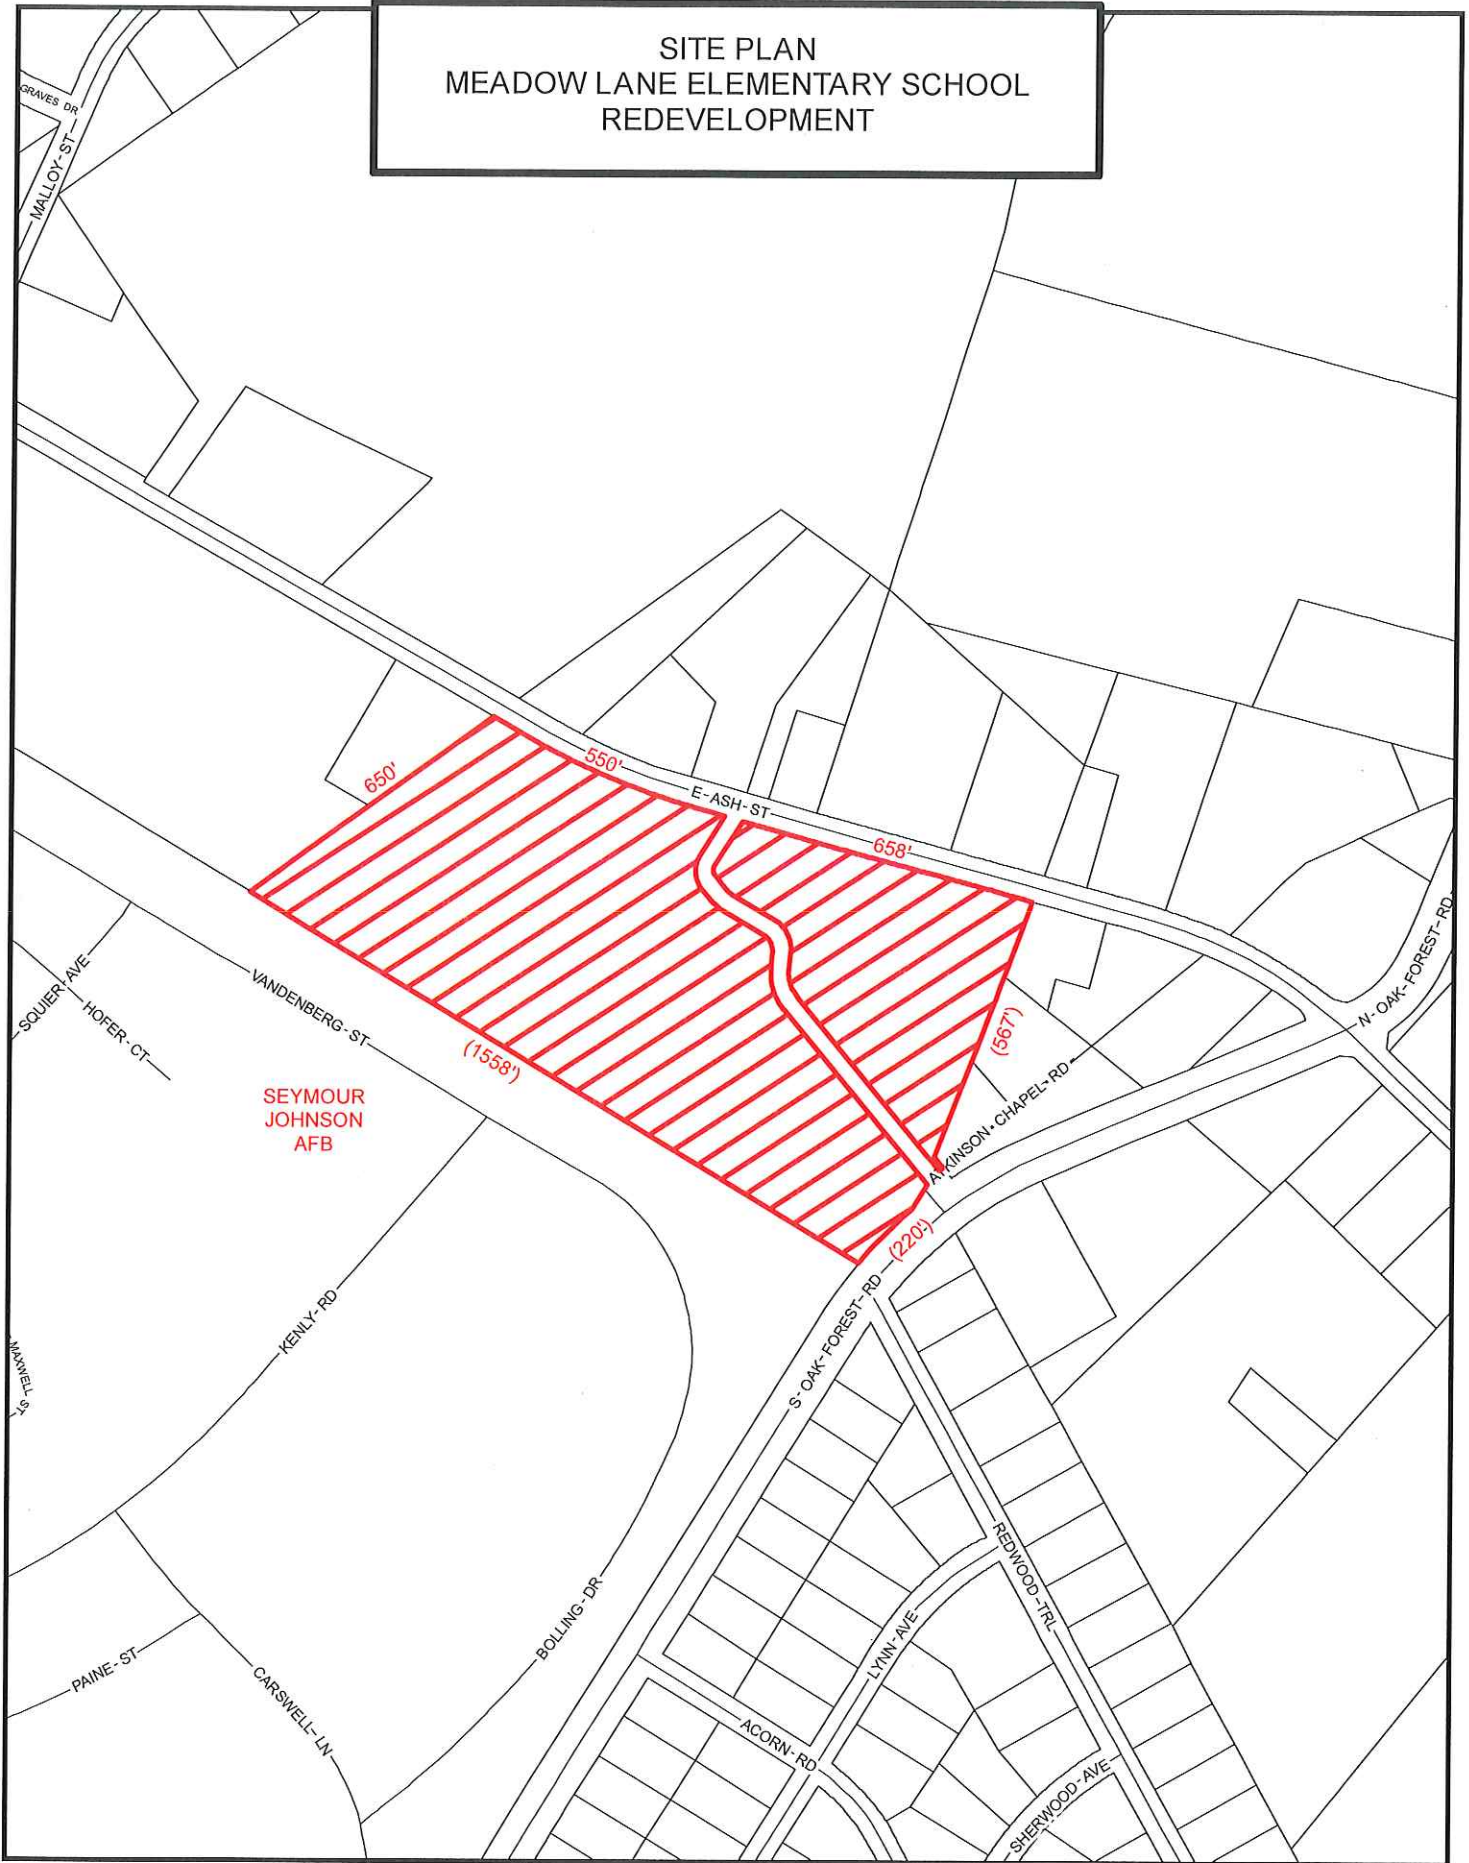 SITE PLAN
MEADOW LANE ELEMENTARY SCHOOL
REDEVELOPMENT
GRAVES DR
MALLOY-ST
650'
550'
E-ASH-ST
658'
N-OAK-FOREST-RD
SQUIER-AVE
HOFER-CT
VANDENBERG-ST
(1558')
(567')
ATKINSON-CHAPEL-RD
SEYMOUR
JOHNSON
AFB
(220')
KENLY-RD
S-OAK-FOREST-RD
MAXWELL-ST
REDWOOD-TRL
BOLLING-DR
LYNN-AVE
PAINE-ST
CARSWELL-LN
ACORN-RD
SHERWOOD-AVE